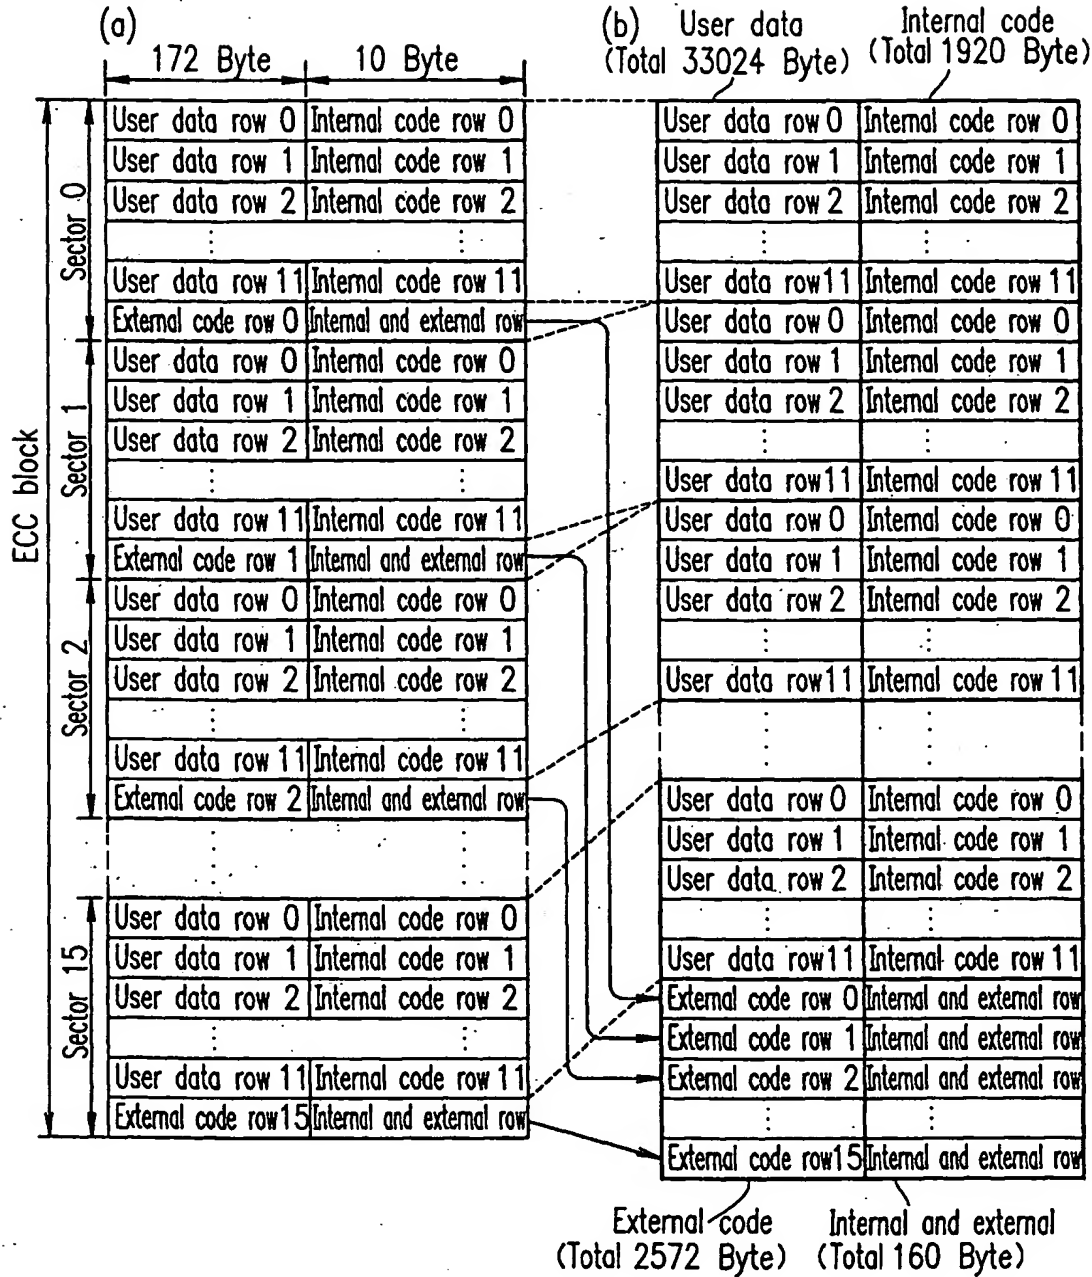 (a)
172 Byte
10 Byte
ECC block
Sector 0
User data row 0 Internal code row 0
User data row 1 Internal code row 1
User data row 2 Internal code row 2
User data row 11 Internal code row 11
External code row 0 Internal and external row
Sector 1
User data row 0 Internal code row 0
User data row 1 Internal code row 1
User data row 2 Internal code row 2
User data row 11 Internal code row 11
External code row 1 Internal and external row
Sector 2
User data row 0 Internal code row 0
User data row 1 Internal code row 1
User data row 2 Internal code row 2
User data row 11 Internal code row 11
External code row 2 Internal and external row
Sector 15
User data row 0 Internal code row 0
User data row 1 Internal code row 1
User data row 2 Internal code row 2
User data row 11 Internal code row 11
External code row 15 Internal and external row
(b)
User data
(Total 33024 Byte)
Internal code
(Total 1920 Byte)
User data row 0 Internal code row 0
User data row 1 Internal code row 1
User data row 2 Internal code row 2
User data row 11 Internal code row 11
User data row 0 Internal code row 0
User data row 1 Internal code row 1
User data row 2 Internal code row 2
User data row 11 Internal code row 11
User data row 0 Internal code row 0
User data row 1 Internal code row 1
User data row 2 Internal code row 2
User data row 11 Internal code row 11
User data row 0 Internal code row 0
User data row 1 Internal code row 1
User data row 2 Internal code row 2
User data row 11 Internal code row 11
External code row 0 Internal and external row
External code row 1 Internal and external row
External code row 2 Internal and external row
External code row 15 Internal and external row
External code
(Total 2572 Byte)
Internal and external
(Total 160 Byte)